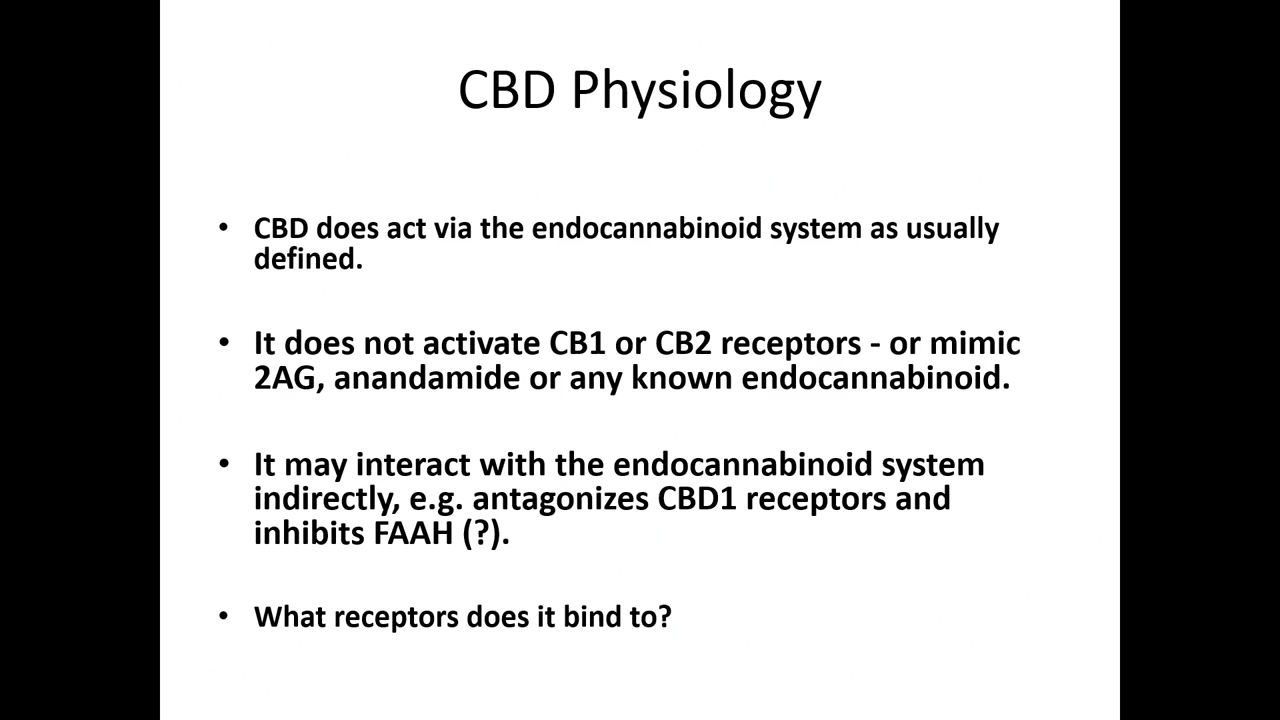 CBD Physiology
• CBD does act via the endocannabinoid system as usually
defined.
• It does not activate CB1 or CB2 receptors - or mimic
2AG, anandamide or any known endocannabinoid.
• It may interact with the endocannabinoid system
indirectly, e.g. antagonizes CBD1 receptors and
inhibits FAAH (?).
• What receptors does it bind to?